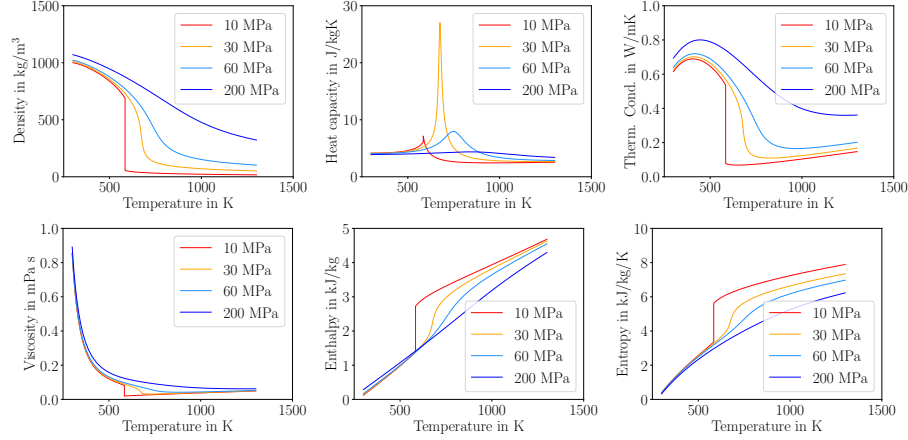 Density in kg/m³
1500
1000
500
0
500
1000
1500
Temperature in K
10 MPa
30 MPa
60 MPa
200 MPa
Heat capacity in J/kgK
30
20
10
0
500
1000
1500
Temperature in K
10 MPa
30 MPa
60 MPa
200 MPa
Therm. Cond. in W/mK
1.0
0.8
0.6
0.4
0.2
0.0
500
1000
1500
Temperature in K
10 MPa
30 MPa
60 MPa
200 MPa
Viscosity in mPa s
1.0
0.8
0.6
0.4
0.2
0.0
500
1000
1500
Temperature in K
10 MPa
30 MPa
60 MPa
200 MPa
Enthalpy in kJ/kg
5
4
3
2
1
0
500
1000
1500
Temperature in K
10 MPa
30 MPa
60 MPa
200 MPa
Entropy in kJ/kg/K
10
8
6
4
2
0
500
1000
1500
Temperature in K
10 MPa
30 MPa
60 MPa
200 MPa